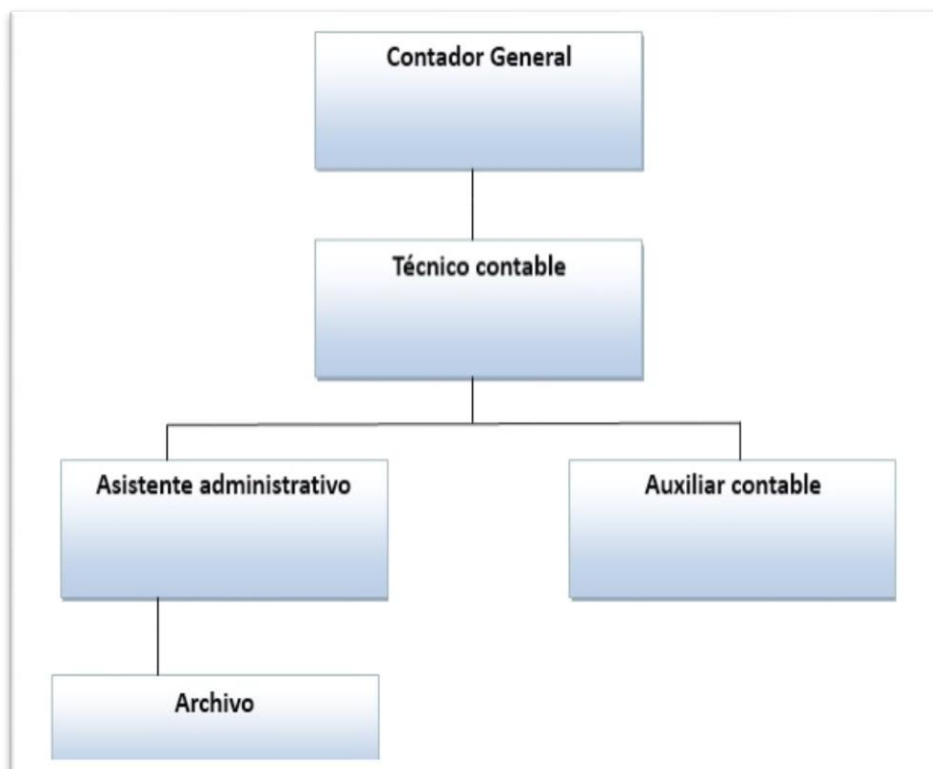 Contador General
Técnico contable
Asistente administrativo
Auxiliar contable
Archivo